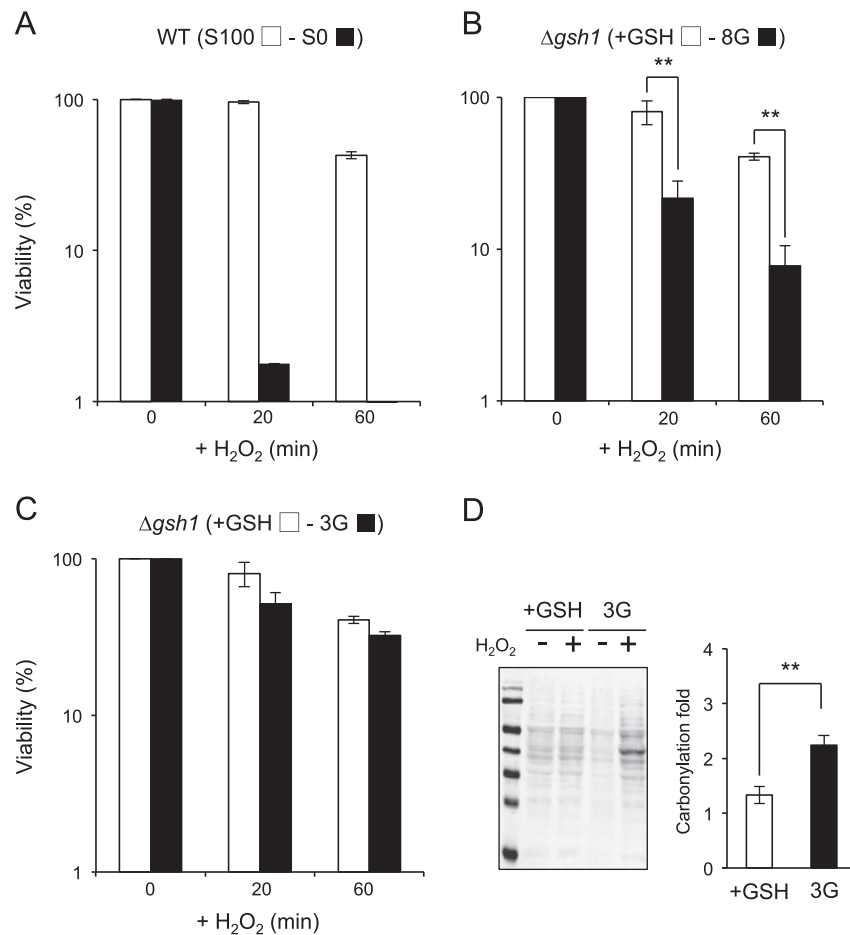 A
WT (S100 □ - S0 ■)
Viability (%)
100
10
1
0 20 60
+ H₂O₂ (min)
B
Δgsh1 (+GSH □ - 8G ■)
**
**
100
10
1
0 20 60
+ H₂O₂ (min)
C
Δgsh1 (+GSH □ - 3G ■)
Viability (%)
100
10
1
0 20 60
+ H₂O₂ (min)
D
+GSH 3G
H₂O₂ - + - +
Carbonylation fold
4
3
2
1
0
**
+GSH 3G